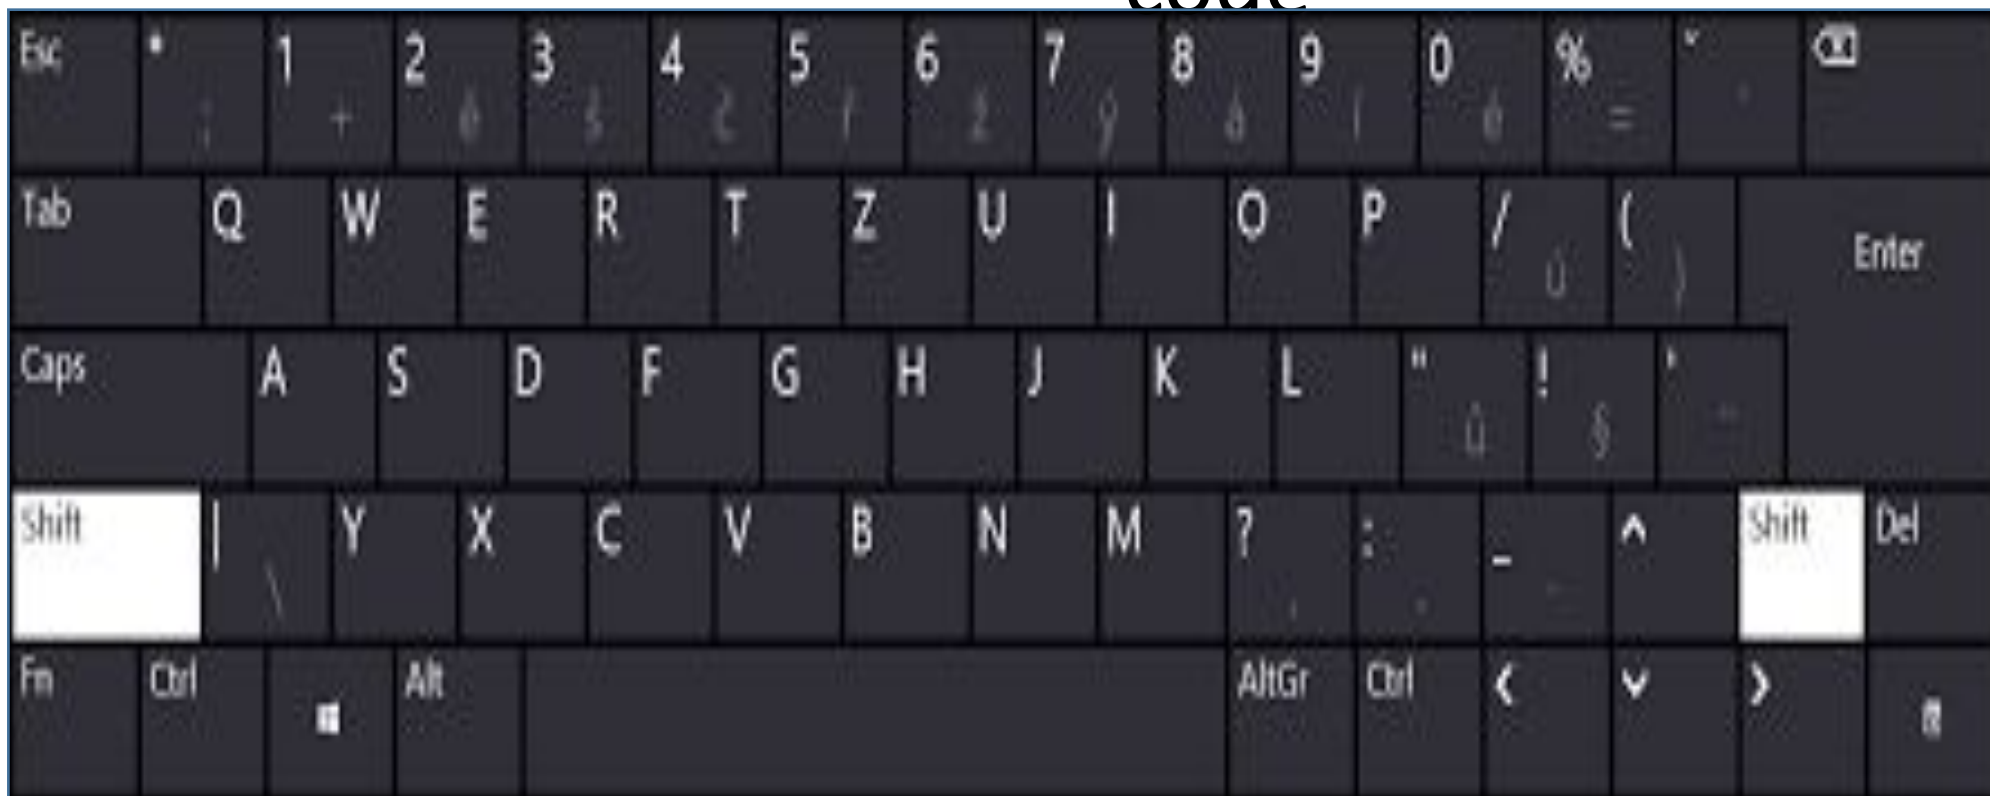 code
Esc ° ; 1 + 2 ě 3 š 4 č 5 ř 6 ž 7 ý 8 á 9 í 0 é % = ˇ
Tab Q W E R T Z U I O P / ú ( ) Enter
Caps A S D F G H J K L " ů ! § '
Shift | \ Y X C V B N M ? , : . _ - ^ Shift Del
Fn Ctrl Alt AltGr Ctrl < v >